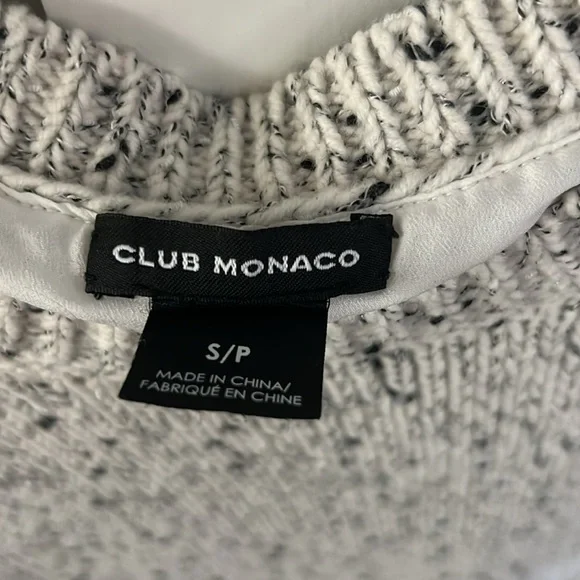 CLUB MONACO
S/P
MADE IN CHINA/
FABRIQUÉ EN CHINE